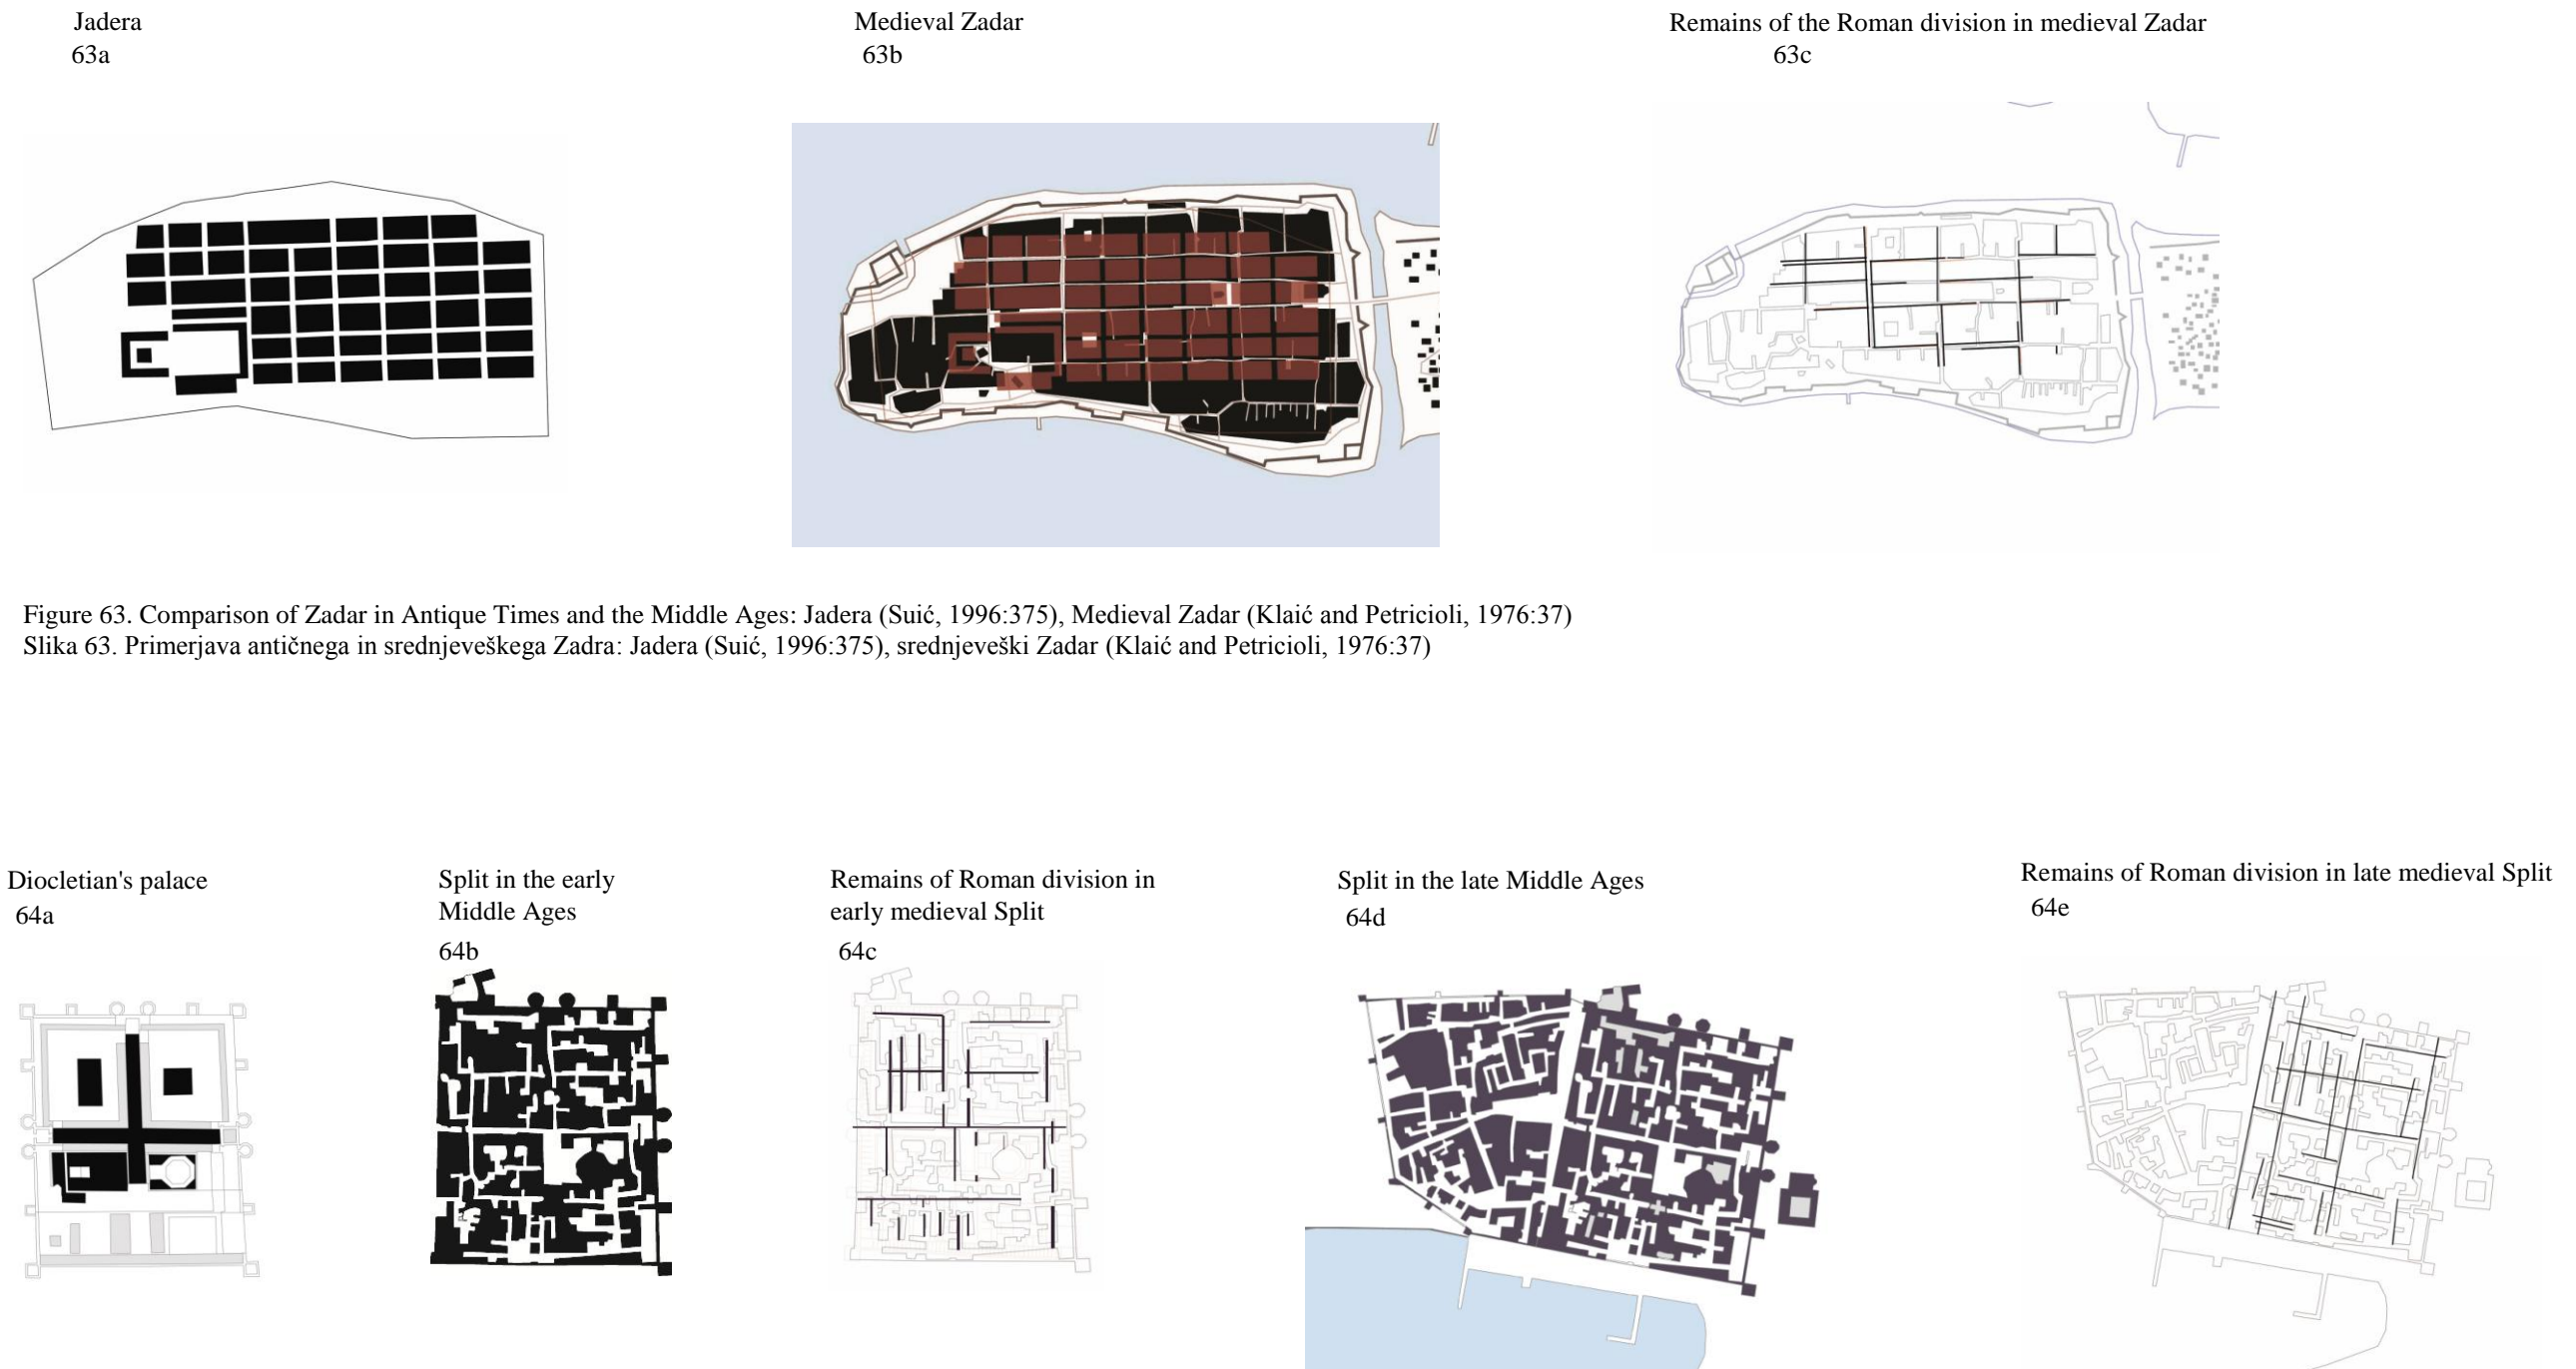 Jadera
63a
Medieval Zadar
63b
Remains of the Roman division in medieval Zadar
63c
Figure 63. Comparison of Zadar in Antique Times and the Middle Ages: Jadera (Suić, 1996:375), Medieval Zadar (Klaić and Petricioli, 1976:37)
Slika 63. Primerjava antičnega in srednjeveškega Zadra: Jadera (Suić, 1996:375), srednjeveški Zadar (Klaić and Petricioli, 1976:37)
Diocletian's palace
64a
Split in the early
Middle Ages
64b
Remains of Roman division in
early medieval Split
64c
Split in the late Middle Ages
64d
Remains of Roman division in late medieval Split
64e